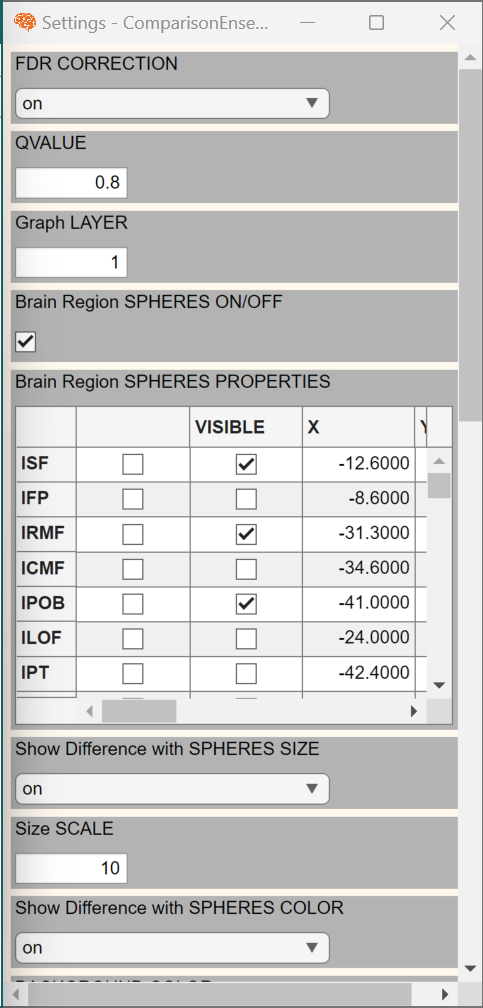 Settings - ComparisonEnse...
FDR CORRECTION
on
QVALUE
0.8
Graph LAYER
1
Brain Region SPHERES ON/OFF
Brain Region SPHERES PROPERTIES
VISIBLE X Y
ISF -12.6000
IFP -8.6000
IRMF -31.3000
ICMF -34.6000
IPOB -41.0000
ILOF -24.0000
IPT -42.4000
Show Difference with SPHERES SIZE
on
Size SCALE
10
Show Difference with SPHERES COLOR
on
BACKGROUND COLOR